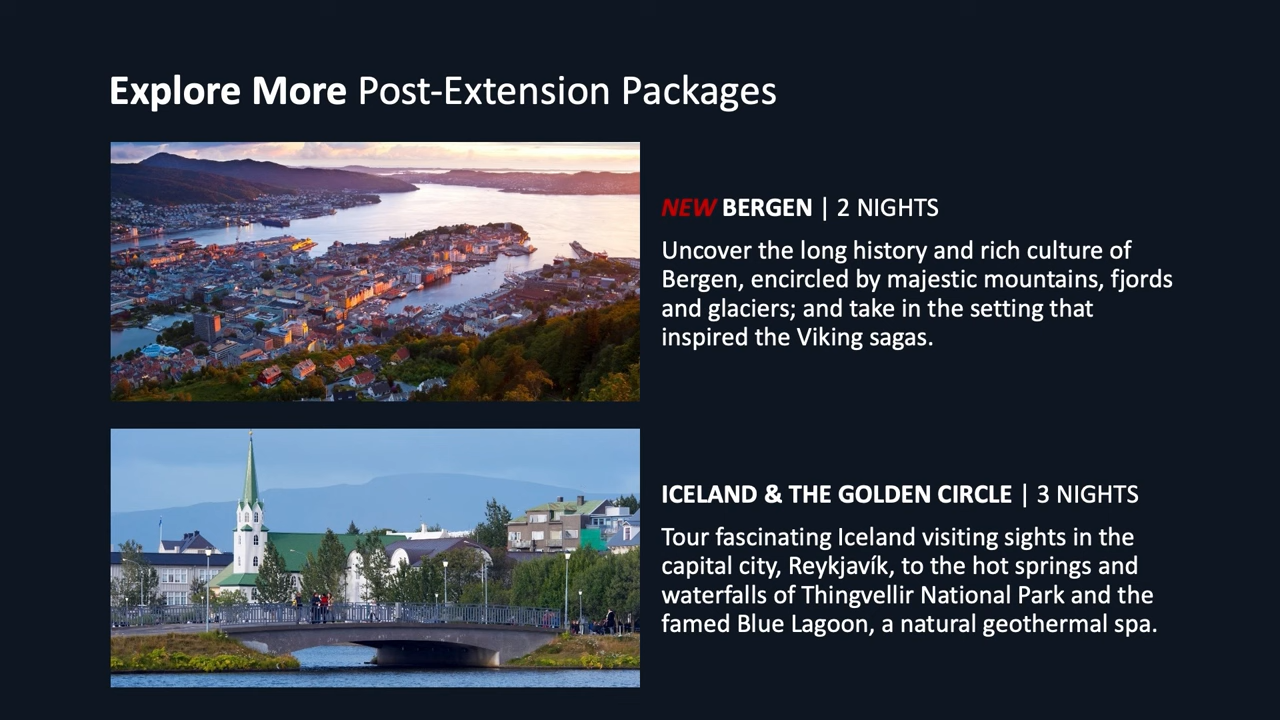 Explore More Post-Extension Packages
NEW BERGEN | 2 NIGHTS
Uncover the long history and rich culture of
Bergen, encircled by majestic mountains, fjords
and glaciers; and take in the setting that
inspired the Viking sagas.
ICELAND & THE GOLDEN CIRCLE | 3 NIGHTS
Tour fascinating Iceland visiting sights in the
capital city, Reykjavík, to the hot springs and
waterfalls of Thingvellir National Park and the
famed Blue Lagoon, a natural geothermal spa.